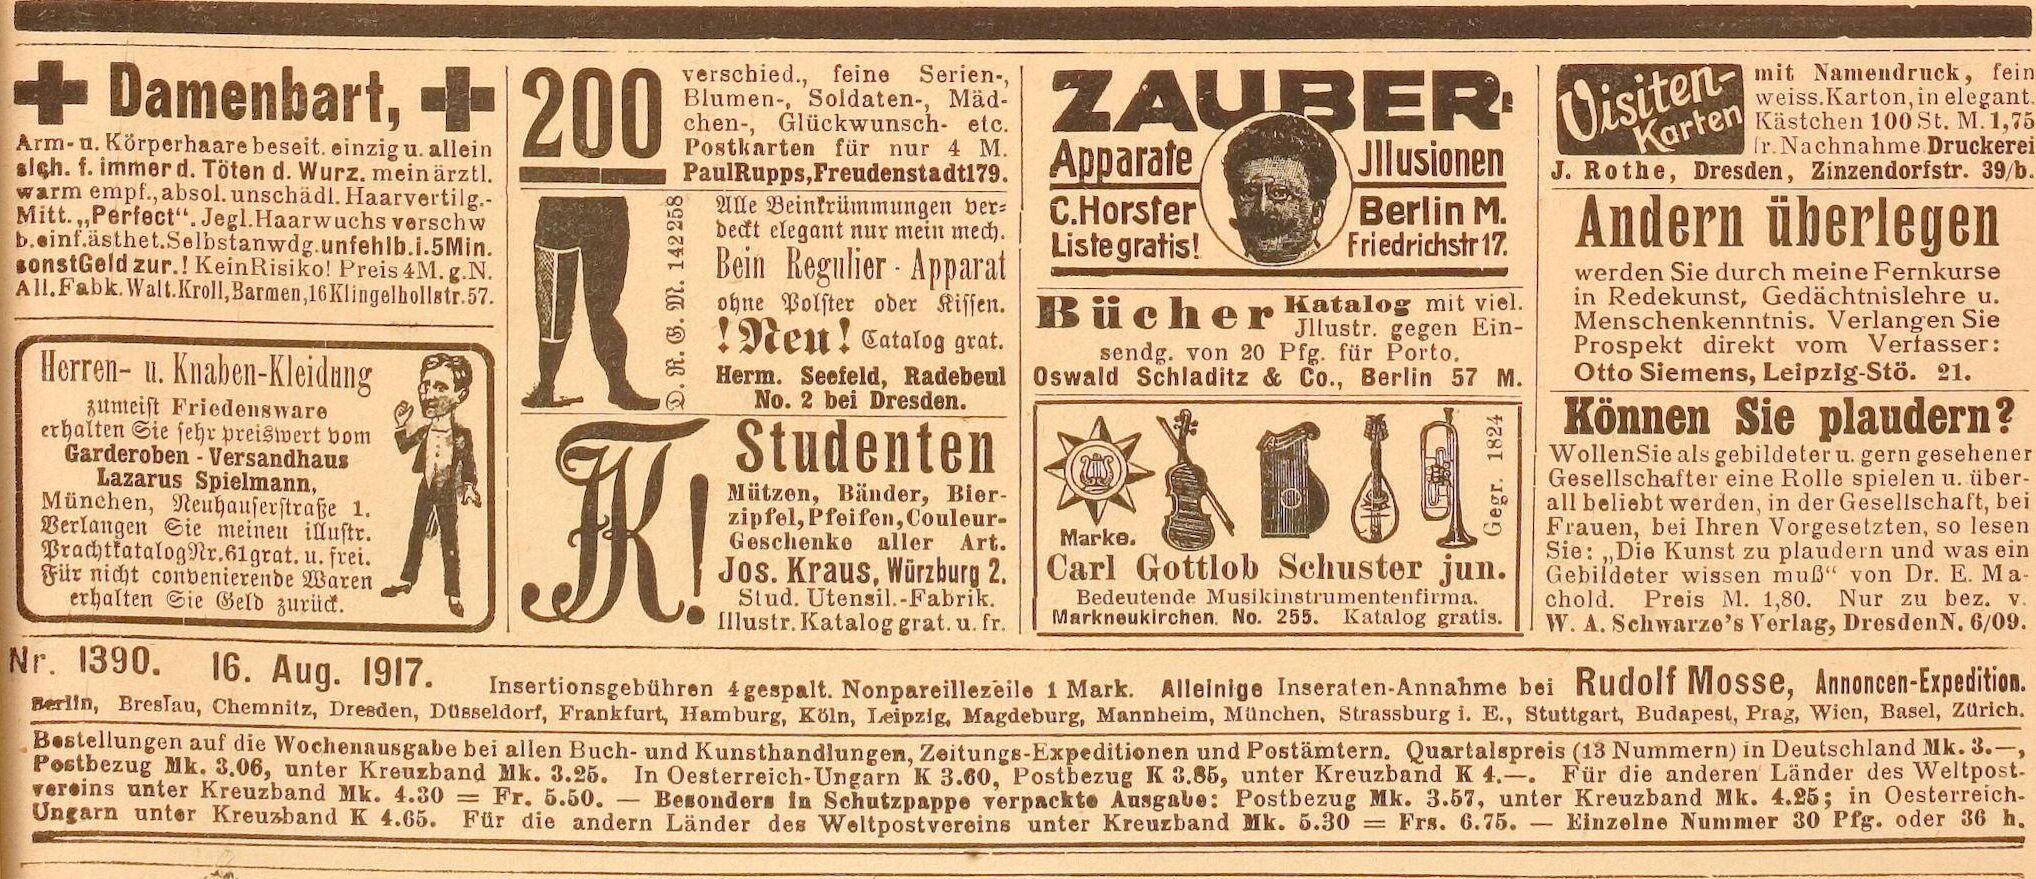 Damenbart,
Arm- u. Körperhaare beseit. einzig u. allein
sich. f. immer d. Töten d. Wurz. mein ärztl.
warm empf., absol. unschädl. Haarvertilg.-
Mitt. „Perfect“. Jegl. Haarwuchs verschw
b. einf. ästhet. Selbstanwdg. unfehlb. i. 5 Min.
sonst Geld zur.! Kein Risiko! Preis 4 M. g. N.
All. Fabk. Walt. Kroll, Barmen, 16 Klingelhollstr. 57.
Herren- u. Knaben-Kleidung
zumeist Friedensware
erhalten Sie sehr preiswert vom
Garderoben - Versandhaus
Lazarus Spielmann,
München, Neuhauserstraße 1.
Verlangen Sie meinen illustr.
Prachtkatalog Nr. 61 grat. u. frei.
Für nicht convenierende Waren
erhalten Sie Geld zurück.
200
verschied., feine Serien-,
Blumen-, Soldaten-, Mäd-
chen-, Glückwunsch- etc.
Postkarten für nur 4 M.
Paul Rupps, Freudenstadt 179.
D. R. G. M. 142258
Alle Beinkrümmungen ver-
deckt elegant nur mein mech.
Bein Regulier - Apparat
ohne Polster oder Kissen.
!Neu! Catalog grat.
Herm. Seefeld, Radebeul
No. 2 bei Dresden.
JK!
Studenten
Mützen, Bänder, Bier-
zipfel, Pfeifen, Couleur-
Geschenke aller Art.
Jos. Kraus, Würzburg 2.
Stud. Utensil.-Fabrik.
Illustr. Katalog grat. u. fr.
ZAUBER-
Apparate Jllusionen
C. Horster Berlin M.
Liste gratis! Friedrichstr 17.
Bücher Katalog mit viel.
Jllustr. gegen Ein-
sendg. von 20 Pfg. für Porto.
Oswald Schladitz & Co., Berlin 57 M.
Gegr. 1824
Marke.
Carl Gottlob Schuster jun.
Bedeutende Musikinstrumentenfirma.
Markneukirchen. No. 255. Katalog gratis.
Visiten-
Karten
mit Namendruck, fein
weiss. Karton, in elegant.
Kästchen 100 St. M. 1,75
fr. Nachnahme. Druckerei
J. Rothe, Dresden, Zinzendorfstr. 39/b.
Andern überlegen
werden Sie durch meine Fernkurse
in Redekunst, Gedächtnislehre u.
Menschenkenntnis. Verlangen Sie
Prospekt direkt vom Verfasser:
Otto Siemens, Leipzig-Stö. 21.
Können Sie plaudern?
Wollen Sie als gebildeter u. gern gesehener
Gesellschafter eine Rolle spielen u. über-
all beliebt werden, in der Gesellschaft, bei
Frauen, bei Ihren Vorgesetzten, so lesen
Sie: „Die Kunst zu plaudern und was ein
Gebildeter wissen muß“ von Dr. E. Ma-
chold. Preis M. 1,80. Nur zu bez. v.
W. A. Schwarze's Verlag, Dresden N. 6/09.
Nr. 1390. 16. Aug. 1917. Insertionsgebühren 4 gespalt. Nonpareillezeile 1 Mark. Alleinige Inseraten-Annahme bei Rudolf Mosse, Annoncen-Expedition.
Berlin, Breslau, Chemnitz, Dresden, Düsseldorf, Frankfurt, Hamburg, Köln, Leipzig, Magdeburg, Mannheim, München, Strassburg i. E., Stuttgart, Budapest, Prag, Wien, Basel, Zürich.
Bestellungen auf die Wochenausgabe bei allen Buch- und Kunsthandlungen, Zeitungs-Expeditionen und Postämtern. Quartalspreis (13 Nummern) in Deutschland Mk. 3.—,
Postbezug Mk. 3.06, unter Kreuzband Mk. 3.25. In Oesterreich-Ungarn K 3.60, Postbezug K 3.85, unter Kreuzband K 4.—. Für die anderen Länder des Weltpost-
vereins unter Kreuzband Mk. 4.30 = Fr. 5.50. — Besonders in Schutzpappe verpackte Ausgabe: Postbezug Mk. 3.57, unter Kreuzband Mk. 4.25; in Oesterreich-
Ungarn unter Kreuzband K 4.65. Für die andern Länder des Weltpostvereins unter Kreuzband Mk. 5.30 = Frs. 6.75. — Einzelne Nummer 30 Pfg. oder 36 h.